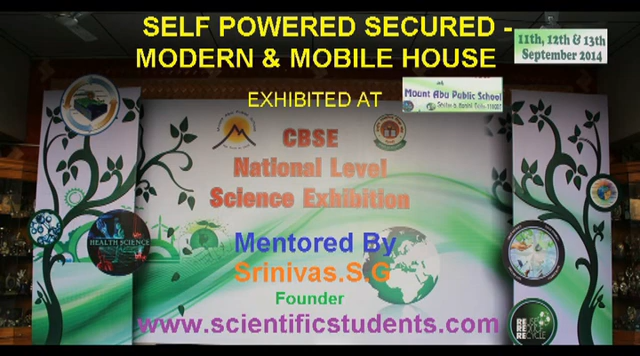 SELF POWERED SECURED -
MODERN & MOBILE HOUSE
11th, 12th & 13th
September 2014
EXHIBITED AT
Mount Abu Public School
CBSE
National Level
Science Exhibition
HEALTH SCIENCE
Mentored By
Srinivas.S.G
Founder
www.scientificstudents.com